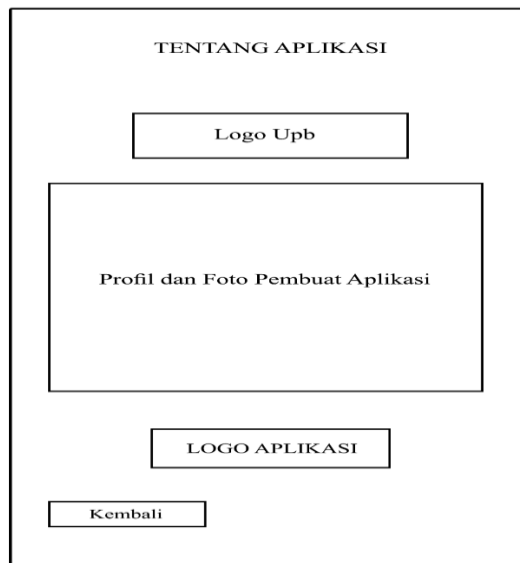 TENTANG APLIKASI
Logo Upb
Profil dan Foto Pembuat Aplikasi
LOGO APLIKASI
Kembali